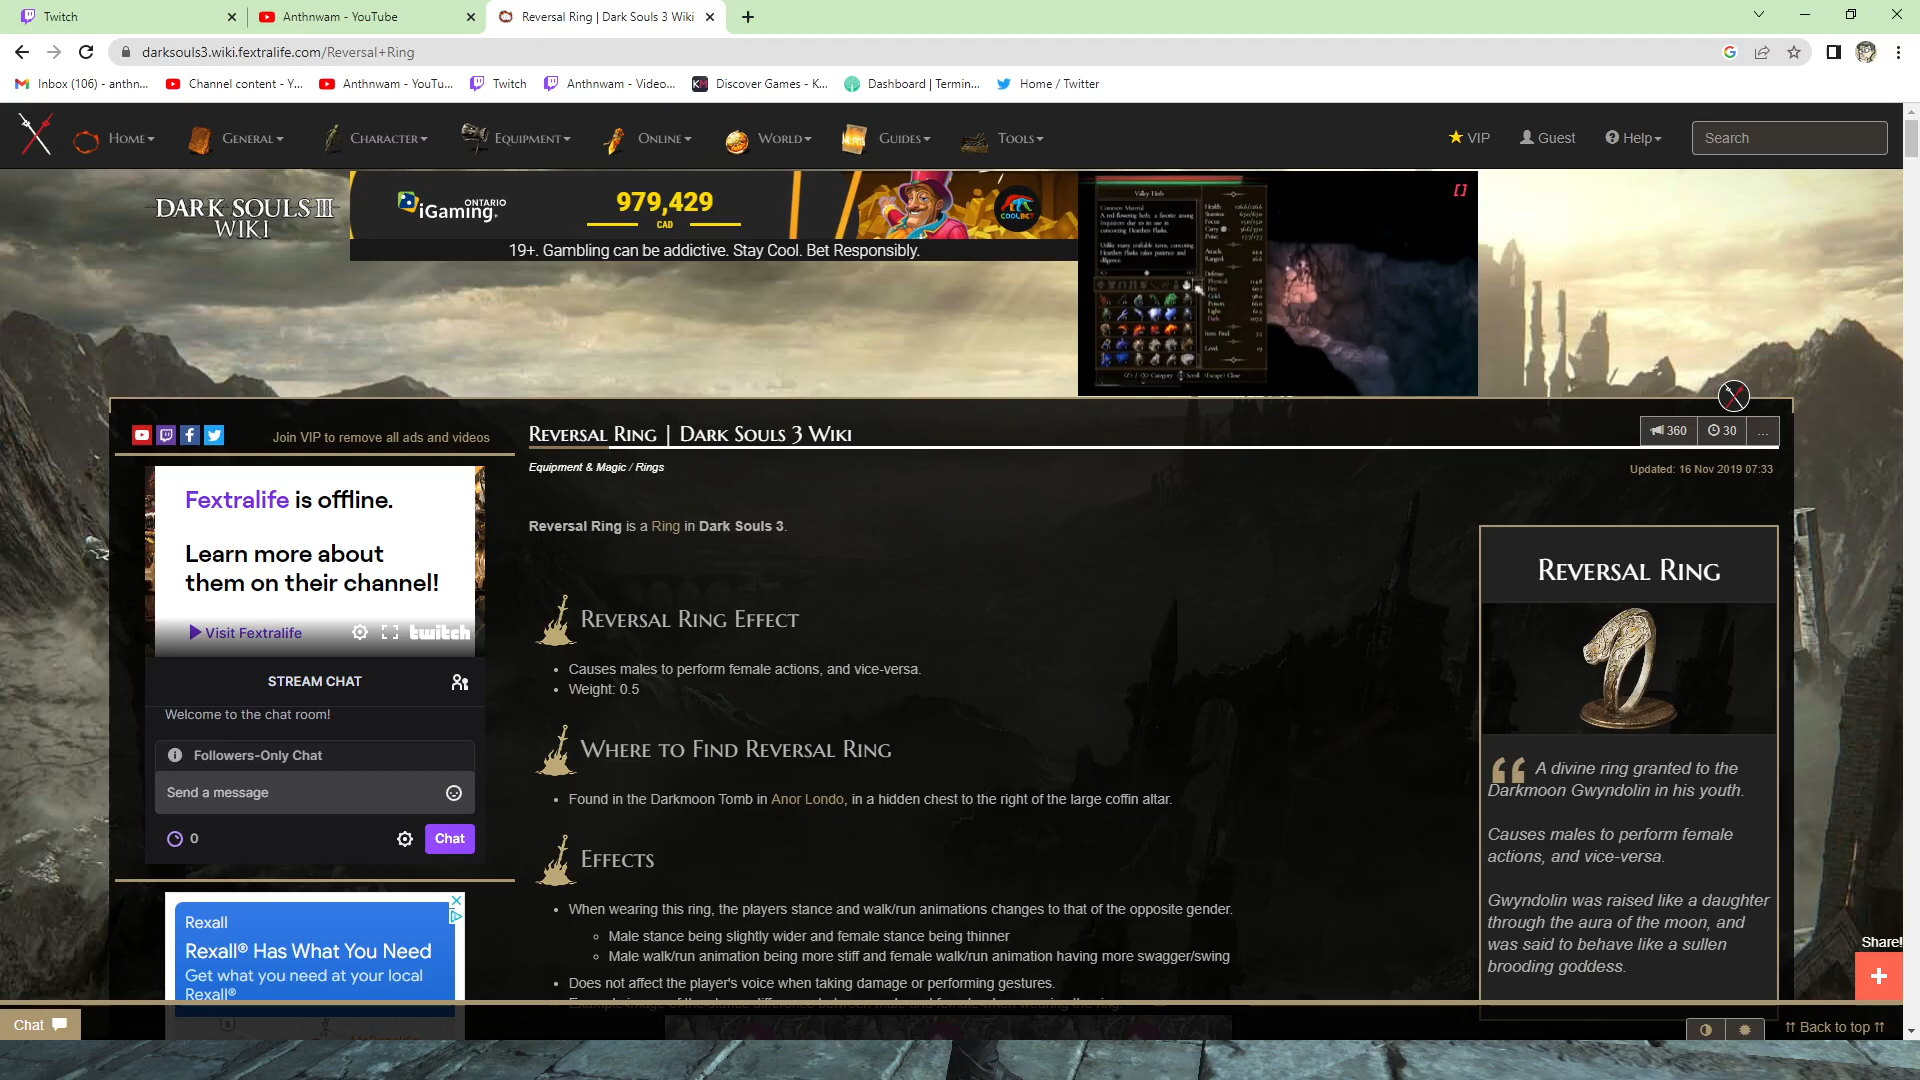 Twitch
Anthnwam - YouTube
Reversal Ring | Dark Souls 3 Wiki
darksouls3.wiki.fextralife.com/Reversal+Ring
Inbox (106) - anthn...
Channel content - Y...
Anthnwam - YouTu...
Twitch
Anthnwam - Video...
Discover Games - K...
Dashboard | Termin...
Home / Twitter
Home
General
Character
Equipment
Online
World
Guides
Tools
VIP
Guest
Help
Search
DARK SOULS III
WIKI
iGaming
ONTARIO
979,429
CAD
COOLBET
19+. Gambling can be addictive. Stay Cool. Bet Responsibly.
Valley Herb
Join VIP to remove all ads and videos
Reversal Ring | Dark Souls 3 Wiki
360
30
...
Equipment & Magic / Rings
Updated: 16 Nov 2019 07:33
Fextralife is offline.
Learn more about
them on their channel!
Visit Fextralife
twitch
STREAM CHAT
Welcome to the chat room!
Followers-Only Chat
Send a message
0
Chat
Reversal Ring is a Ring in Dark Souls 3.
Reversal Ring Effect
Causes males to perform female actions, and vice-versa.
Weight: 0.5
Where to Find Reversal Ring
Found in the Darkmoon Tomb in Anor Londo, in a hidden chest to the right of the large coffin altar.
Effects
When wearing this ring, the players stance and walk/run animations changes to that of the opposite gender.
Male stance being slightly wider and female stance being thinner
Male walk/run animation being more stiff and female walk/run animation having more swagger/swing
Does not affect the player's voice when taking damage or performing gestures.
Reversal Ring
A divine ring granted to the
Darkmoon Gwyndolin in his youth.
Causes males to perform female
actions, and vice-versa.
Gwyndolin was raised like a daughter
through the aura of the moon, and
was said to behave like a sullen
brooding goddess.
Rexall
Rexall® Has What You Need
Get what you need at your local
Rexall®
Share!
Chat
Back to top